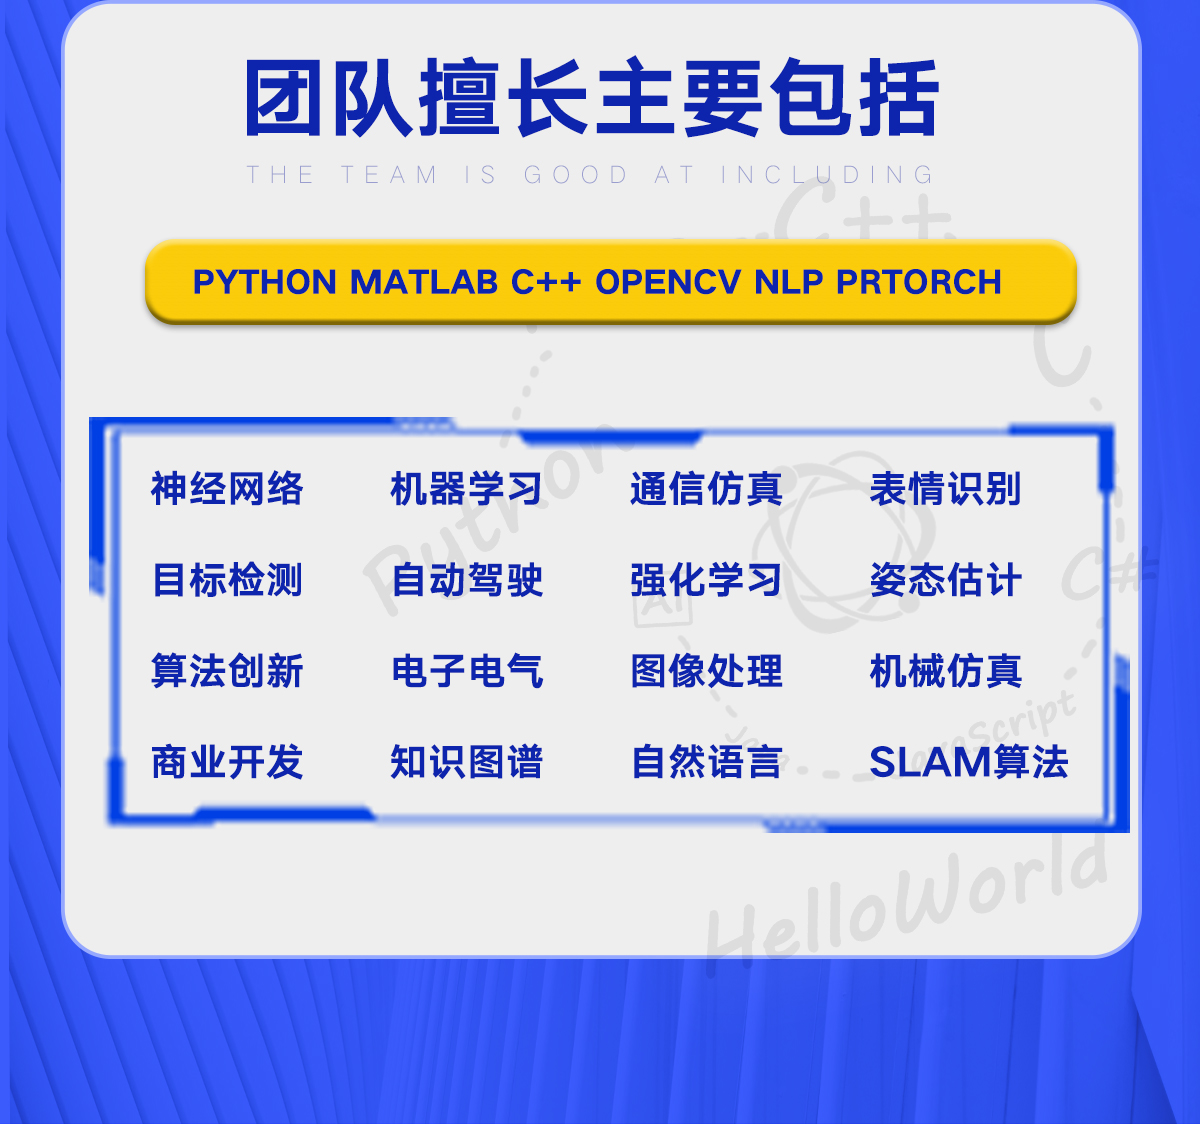 团队擅长主要包括
THE TEAM IS GOOD AT INCLUDING
C++
PYTHON MATLAB C++ OPENCV NLP PRTORCH
C
Python
神经网络 机器学习 通信仿真 表情识别
目标检测 自动驾驶 强化学习 姿态估计
C#
AI
算法创新 电子电气 图像处理 机械仿真
JavaScript
Java
商业开发 知识图谱 自然语言 SLAM算法
HelloWorld